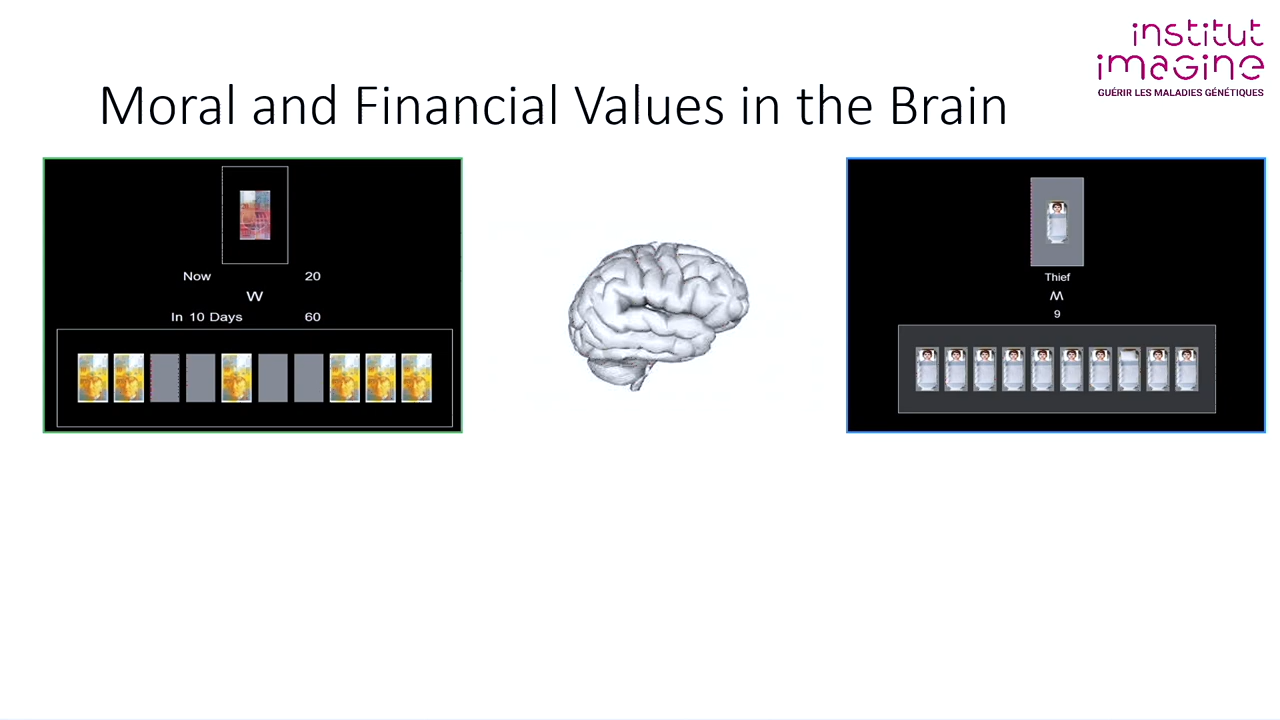 institut
imagine
GUÉRIR LES MALADIES GÉNÉTIQUES
Moral and Financial Values in the Brain
Now 20
W
In 10 Days 60
Thief
M
9